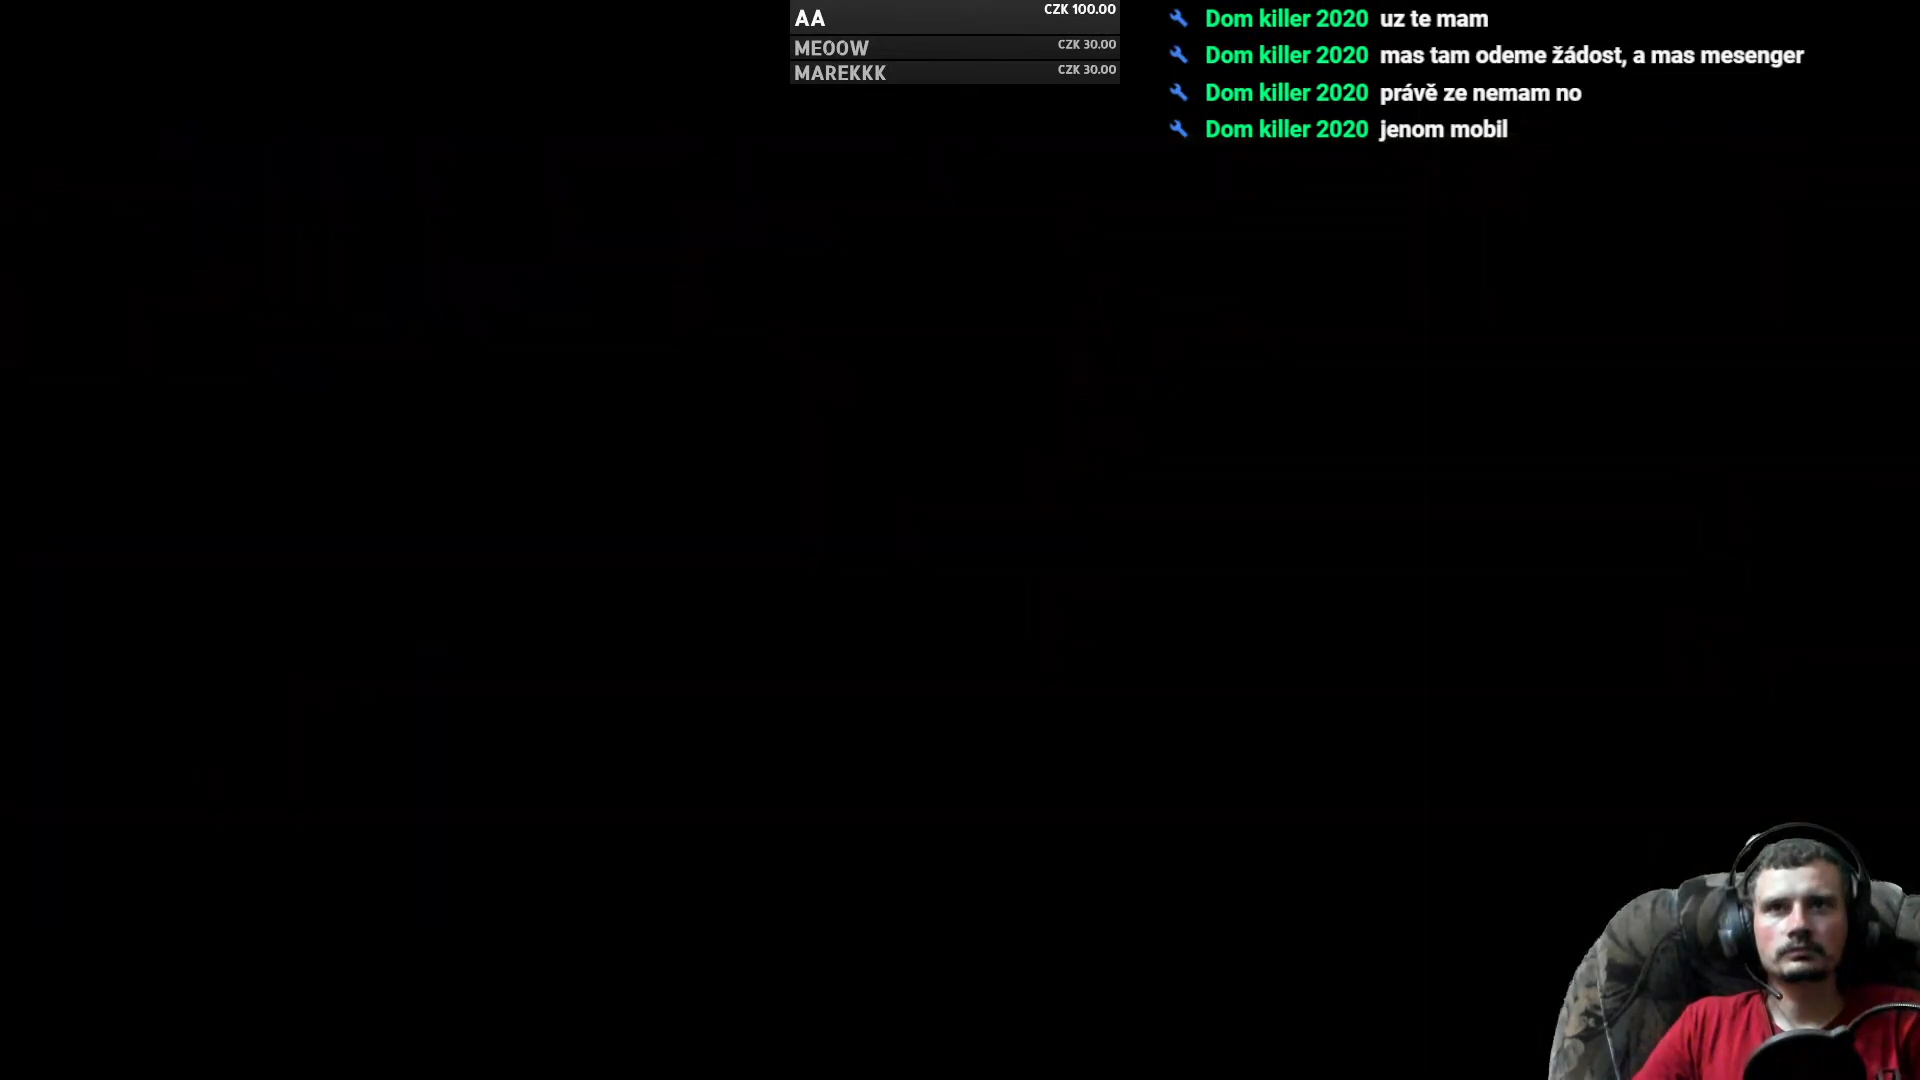 AA CZK 100.00
MEOOW CZK 30.00
MAREKKK CZK 30.00
Dom killer 2020 uz te mam
Dom killer 2020 mas tam odeme žádost, a mas mesenger
Dom killer 2020 právě ze nemam no
Dom killer 2020 jenom mobil